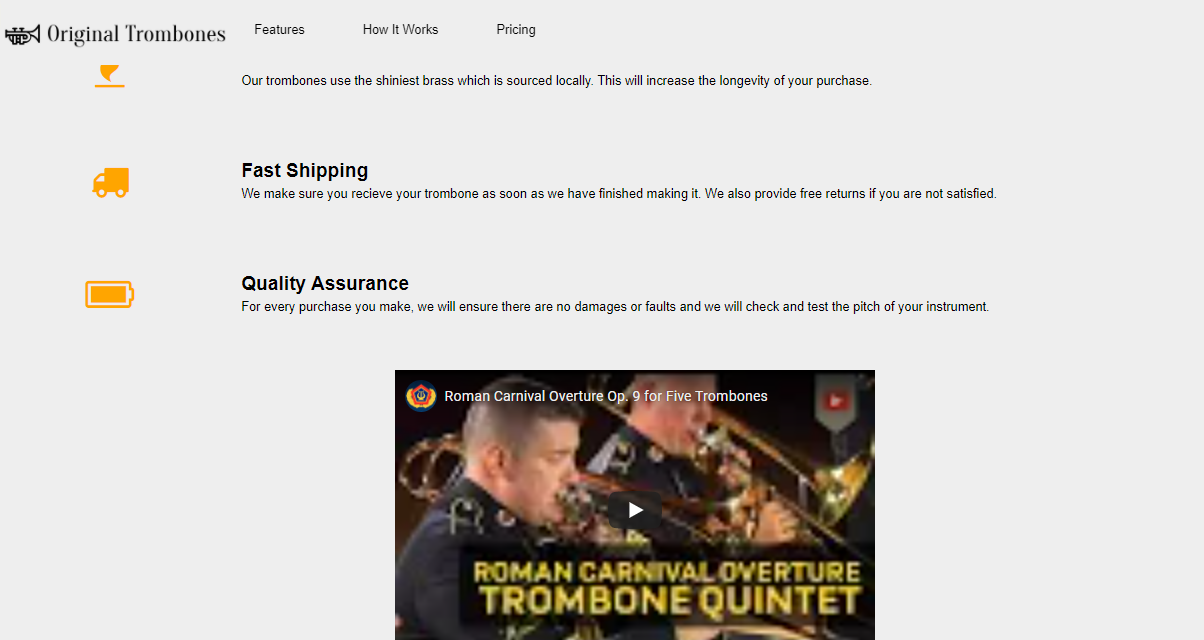 Original Trombones
Features
How It Works
Pricing
Our trombones use the shiniest brass which is sourced locally. This will increase the longevity of your purchase.
Fast Shipping
We make sure you recieve your trombone as soon as we have finished making it. We also provide free returns if you are not satisfied.
Quality Assurance
For every purchase you make, we will ensure there are no damages or faults and we will check and test the pitch of your instrument.
Roman Carnival Overture Op. 9 for Five Trombones
ROMAN CARNIVAL OVERTURE
TROMBONE QUINTET